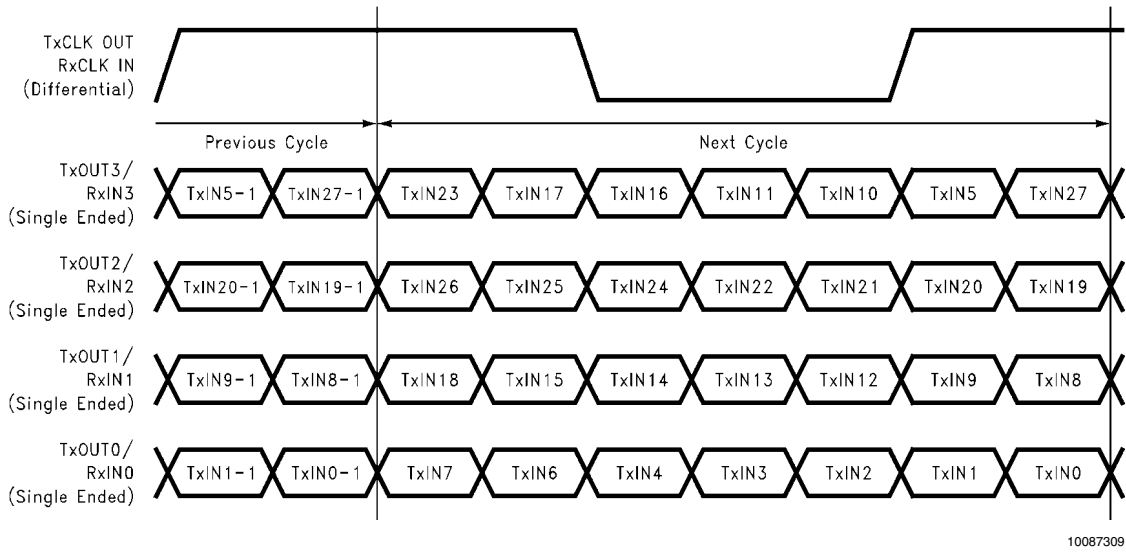 TxCLK OUT
RxCLK IN
(Differential)
Previous Cycle
Next Cycle
TxOUT3/
RxIN3
(Single Ended)
TxIN5-1 TxIN27-1 TxIN23 TxIN17 TxIN16 TxIN11 TxIN10 TxIN5 TxIN27
TxOUT2/
RxIN2
(Single Ended)
TxIN20-1 TxIN19-1 TxIN26 TxIN25 TxIN24 TxIN22 TxIN21 TxIN20 TxIN19
TxOUT1/
RxIN1
(Single Ended)
TxIN9-1 TxIN8-1 TxIN18 TxIN15 TxIN14 TxIN13 TxIN12 TxIN9 TxIN8
TxOUT0/
RxIN0
(Single Ended)
TxIN1-1 TxIN0-1 TxIN7 TxIN6 TxIN4 TxIN3 TxIN2 TxIN1 TxIN0
10087309